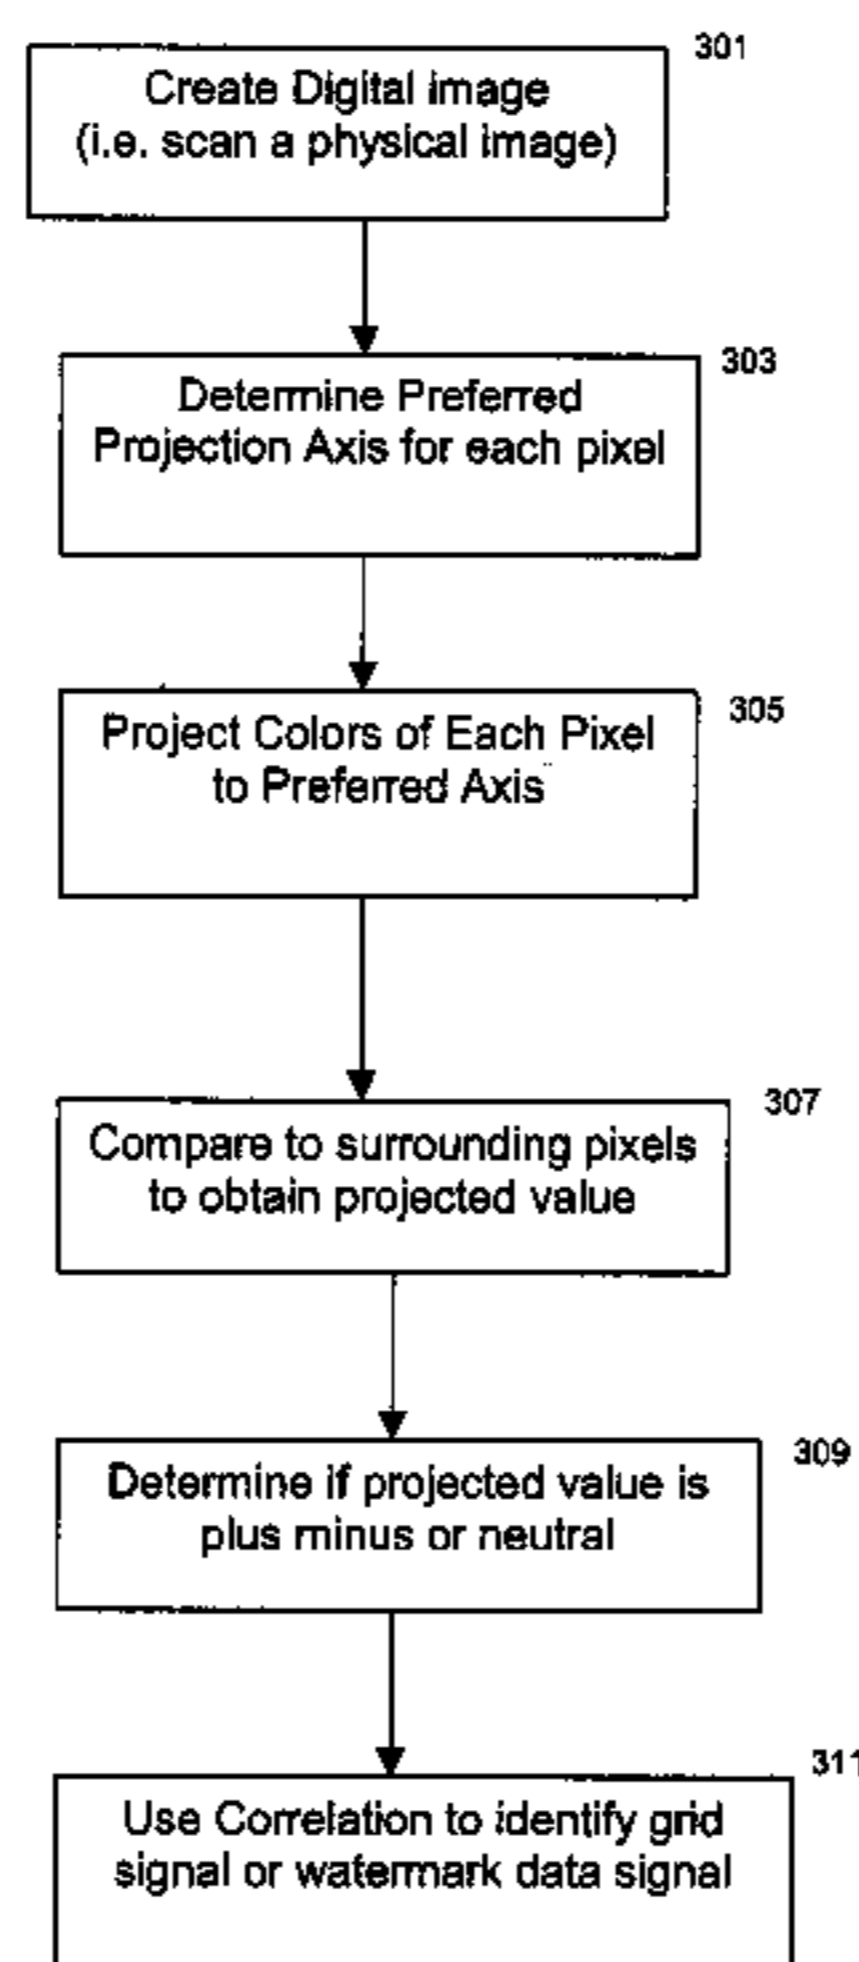 301
Create Digital image
(i.e. scan a physical image)
303
Determine Preferred
Projection Axis for each pixel
305
Project Colors of Each Pixel
to Preferred Axis
307
Compare to surrounding pixels
to obtain projected value
309
Determine if projected value is
plus minus or neutral
311
Use Correlation to identify grid
signal or watermark data signal